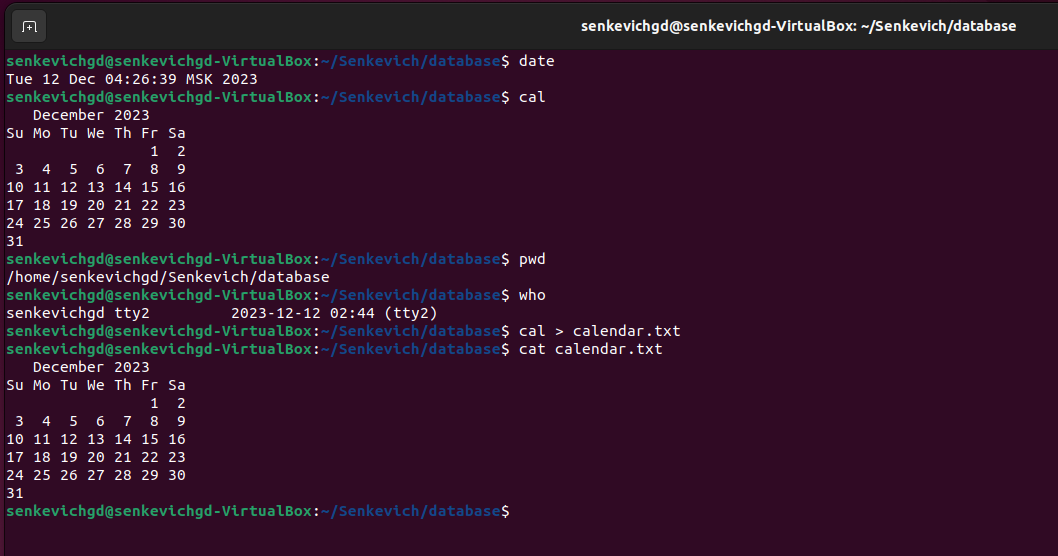 senkevichgd@senkevichgd-VirtualBox: ~/Senkevich/database
senkevichgd@senkevichgd-VirtualBox:~/Senkevich/database$ date
Tue 12 Dec 04:26:39 MSK 2023
senkevichgd@senkevichgd-VirtualBox:~/Senkevich/database$ cal
   December 2023
Su Mo Tu We Th Fr Sa
                1  2
 3  4  5  6  7  8  9
10 11 12 13 14 15 16
17 18 19 20 21 22 23
24 25 26 27 28 29 30
31
senkevichgd@senkevichgd-VirtualBox:~/Senkevich/database$ pwd
/home/senkevichgd/Senkevich/database
senkevichgd@senkevichgd-VirtualBox:~/Senkevich/database$ who
senkevichgd tty2         2023-12-12 02:44 (tty2)
senkevichgd@senkevichgd-VirtualBox:~/Senkevich/database$ cal > calendar.txt
senkevichgd@senkevichgd-VirtualBox:~/Senkevich/database$ cat calendar.txt
   December 2023
Su Mo Tu We Th Fr Sa
                1  2
 3  4  5  6  7  8  9
10 11 12 13 14 15 16
17 18 19 20 21 22 23
24 25 26 27 28 29 30
31
senkevichgd@senkevichgd-VirtualBox:~/Senkevich/database$